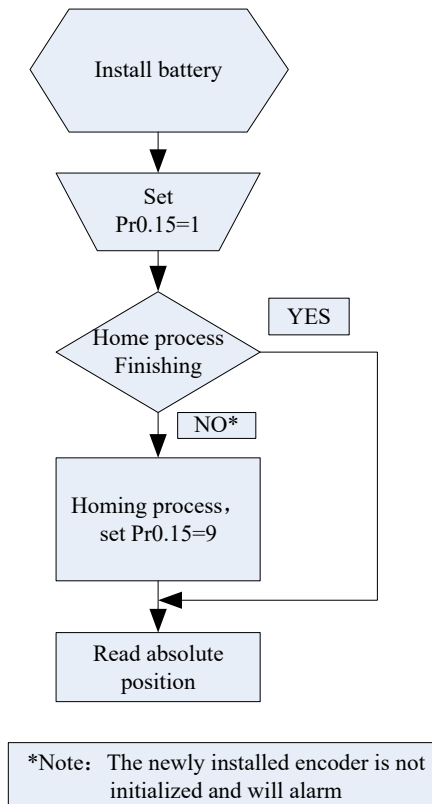 Install battery
Set
Pr0.15=1
Home process
Finishing
YES
NO*
Homing process，
set Pr0.15=9
Read absolute
position
*Note：The newly installed encoder is not
initialized and will alarm